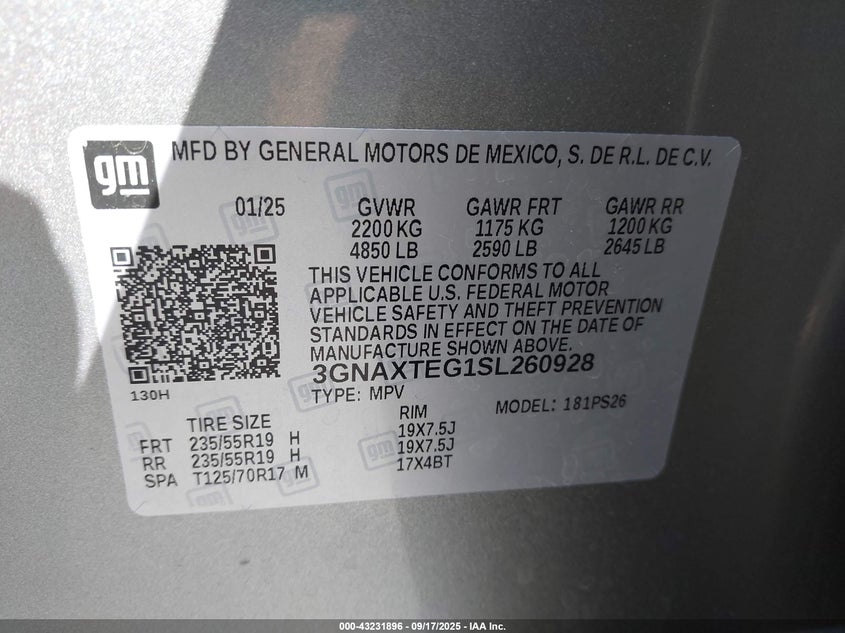 gm MFD BY GENERAL MOTORS DE MEXICO, S. DE R.L. DE C.V.
01/25 GVWR GAWR FRT GAWR RR
2200 KG 1175 KG 1200 KG
4850 LB 2590 LB 2645 LB
THIS VEHICLE CONFORMS TO ALL
APPLICABLE U.S. FEDERAL MOTOR
VEHICLE SAFETY AND THEFT PREVENTION
STANDARDS IN EFFECT ON THE DATE OF
MANUFACTURE SHOWN ABOVE.
3GNAXTEG1SL260928
130H TYPE: MPV MODEL: 181PS26
TIRE SIZE RIM
FRT 235/55R19 H 19X7.5J
RR 235/55R19 H 19X7.5J
SPA T125/70R17 M 17X4BT
000-43231896 - 09/17/2025 - IAA Inc.